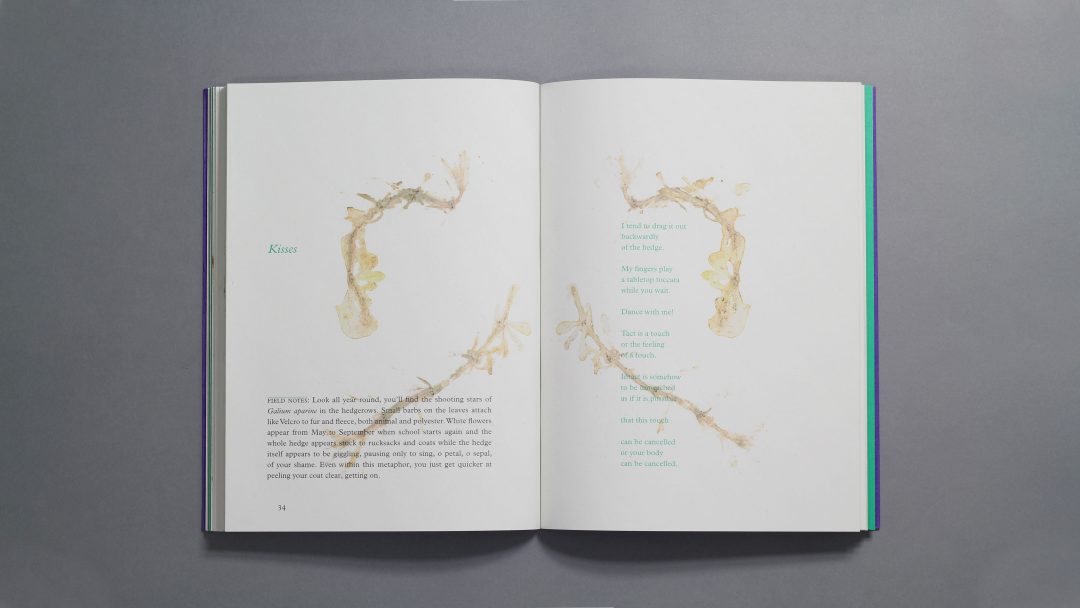 Kisses
FIELD NOTES: Look all year round, you'll find the shooting stars of
Galium aparine in the hedgerows. Small barbs on the leaves attach
like Velcro to fur and fleece, both animal and polyester. White flowers
appear from May to September when school starts again and the
whole hedge appears stuck to rucksacks and coats while the hedge
itself appears to be giggling, pausing only to sing, o petal, o sepal,
of your shame. Even within this metaphor, you just get quicker at
peeling your coat clear, getting on.
34
I tend to drag it out
backwardly
of the hedge.
My fingers play
a tabletop toccata
while you wait.
Dance with me!
Tact is a touch
or the feeling
of a touch.
Intact is somehow
to be untouched
as if it is possible
that this touch
can be cancelled
or your body
can be cancelled.